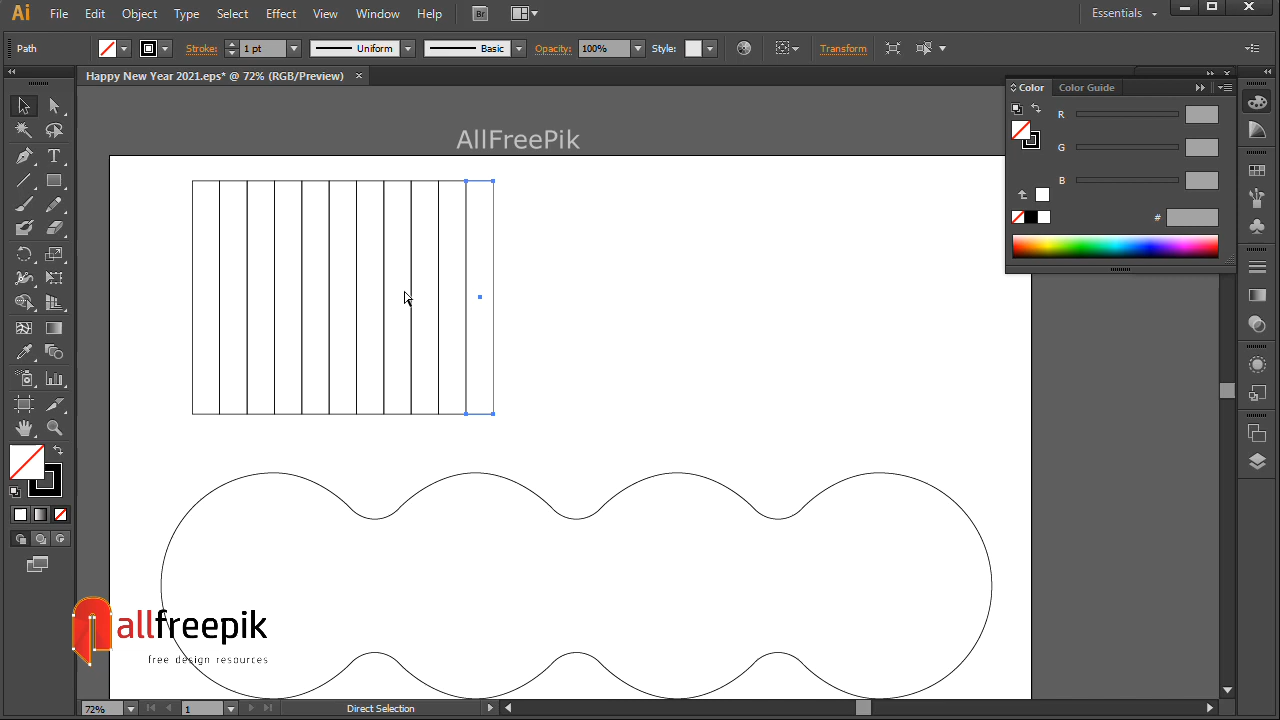 Ai File Edit Object Type Select Effect View Window Help Br Essentials
Path Stroke: 1 pt Uniform Basic Opacity: 100% Style: Transform
Happy New Year 2021.eps* @ 72% (RGB/Preview)
Color Color Guide
R
G
B
#
AllFreePik
allfreepik
free design resources
72% 1 Direct Selection